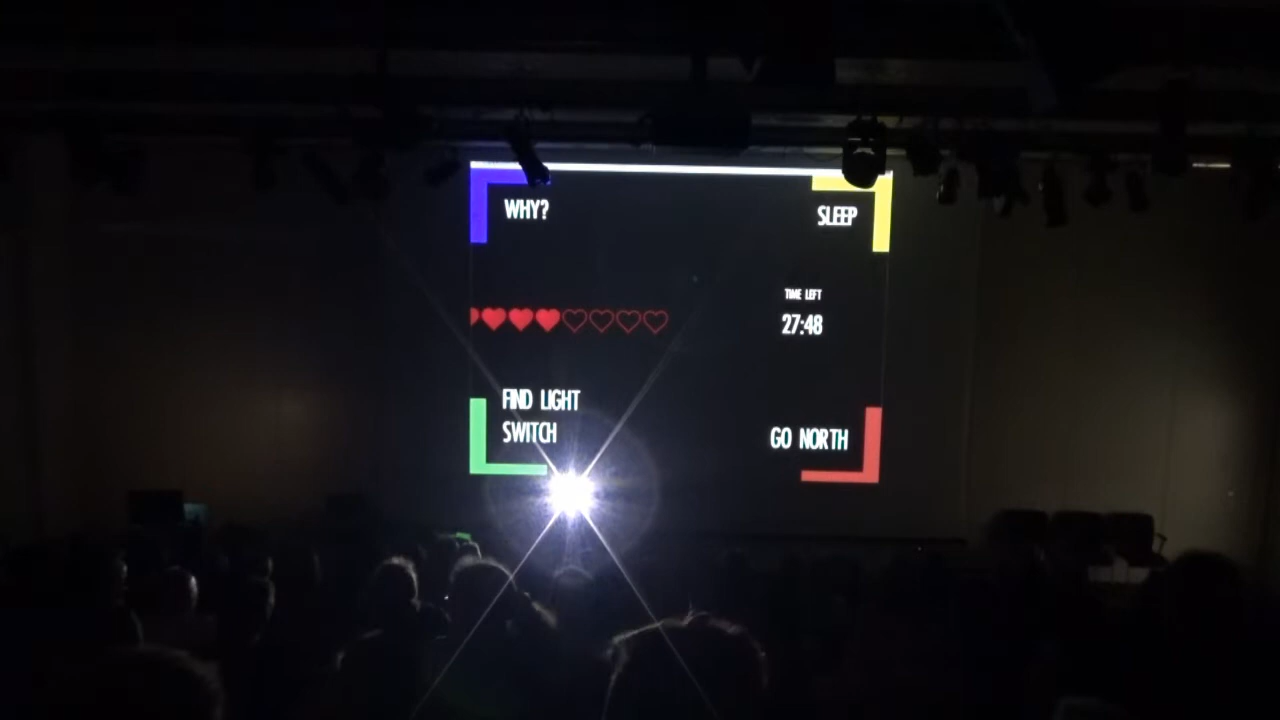 WHY?
SLEEP
TIME LEFT
27:48
FIND LIGHT
SWITCH
GO NORTH